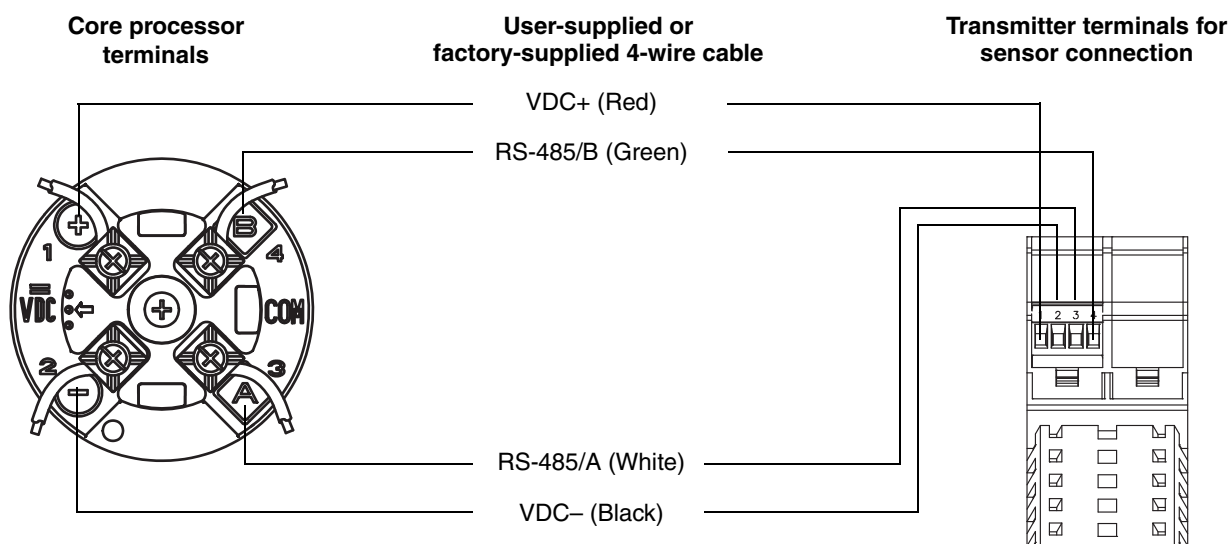 Core processor
terminals
User-supplied or
factory-supplied 4-wire cable
Transmitter terminals for
sensor connection
VDC+ (Red)
RS-485/B (Green)
+
B
1
4
VDC
COM
2
3
–
A
1 2 3 4
RS-485/A (White)
VDC– (Black)